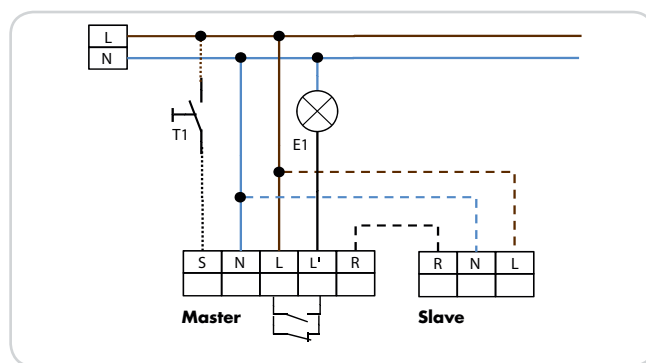 L
N
T1
E1
S N L L' R
R N L
Master
Slave